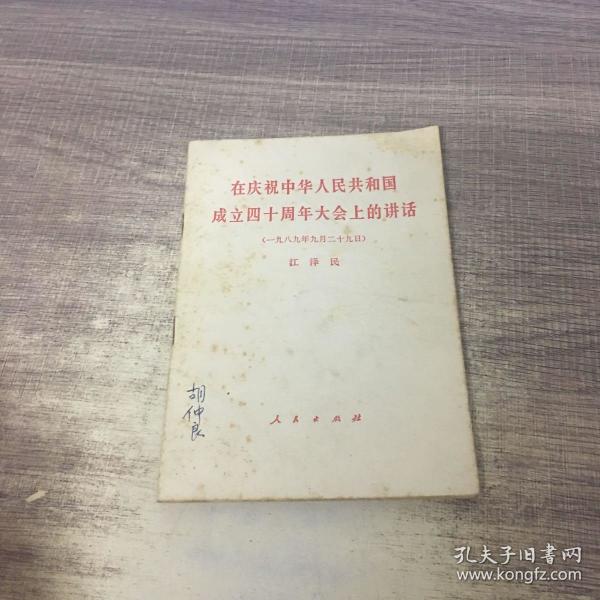 在庆祝中华人民共和国
成立四十周年大会上的讲话
(一九八九年九月二十九日)
江泽民
胡仲良
人民出版社
孔夫子旧书网
www.kongfz.com